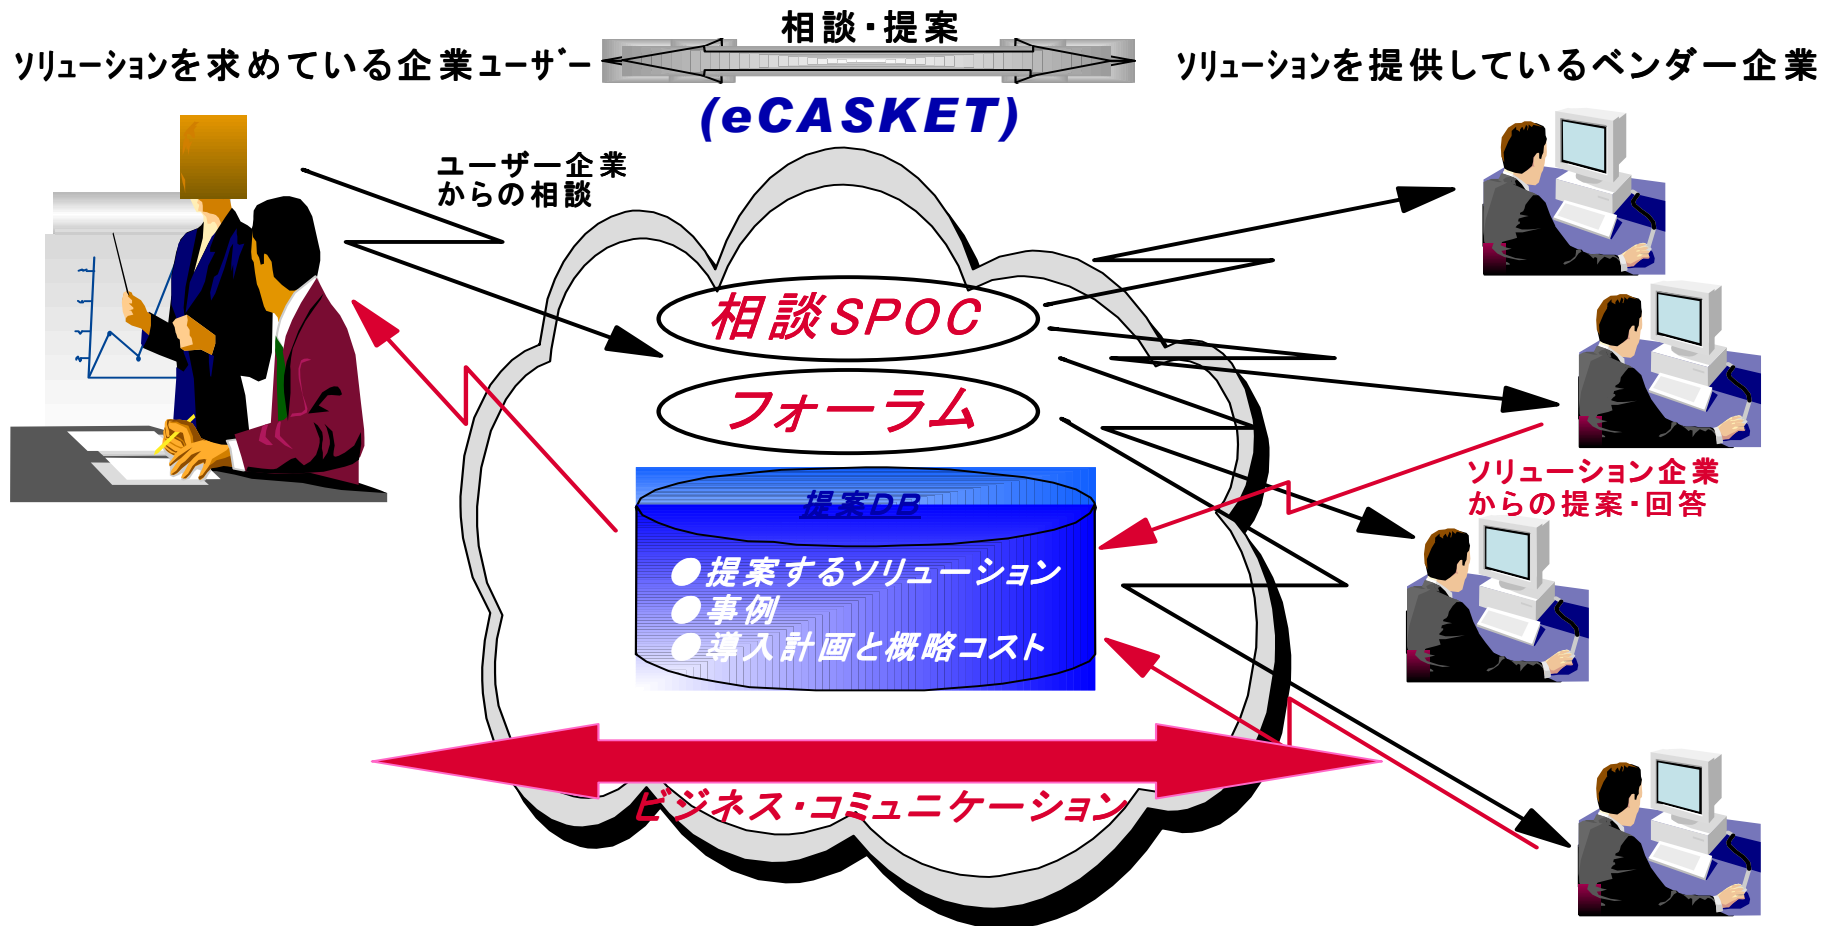 相談・提案
ソリューションを求めている企業ユーザー
ソリューションを提供しているベンダー企業
(eCASKET)
ユーザー企業
からの相談
相談SPOC
フォーラム
ソリューション企業
からの提案・回答
提案DB
●提案するソリューション
●事例
●導入計画と概略コスト
ビジネス・コミュニケーション